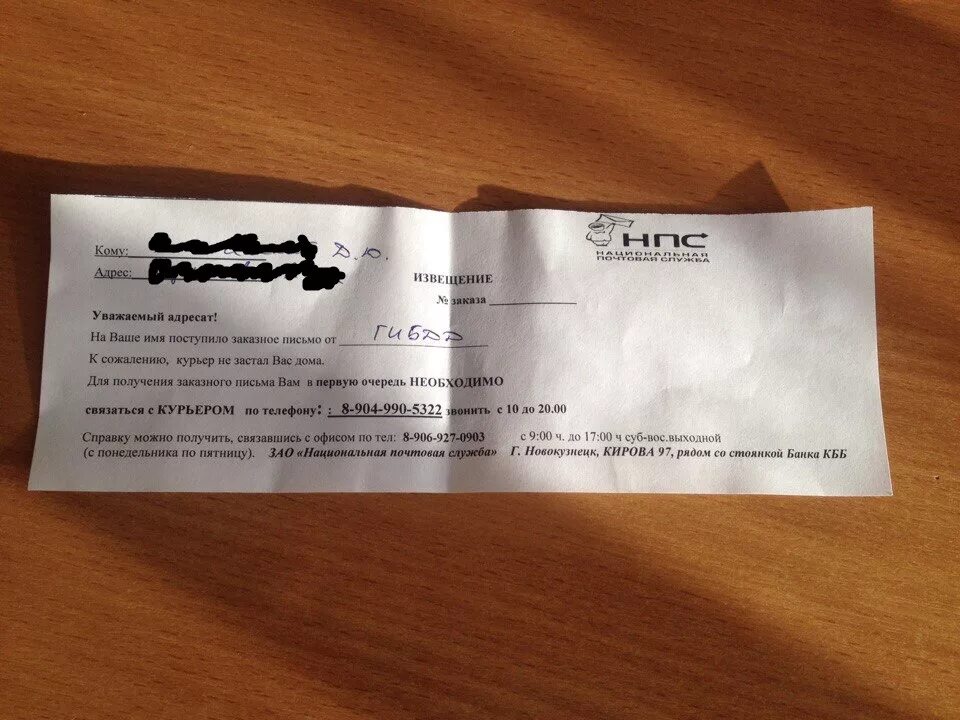 НПС
НАЦИОНАЛЬНАЯ
ПОЧТОВАЯ СЛУЖБА
Кому: Д.Ю.
Адрес:
ИЗВЕЩЕНИЕ
№ заказа
Уважаемый адресат!
На Ваше имя поступило заказное письмо от ГИБДД
К сожалению, курьер не застал Вас дома.
Для получения заказного письма Вам в первую очередь НЕОБХОДИМО
связаться с КУРЬЕРОМ по телефону: : 8-904-990-5322 звонить с 10 до 20.00
Справку можно получить, связавшись с офисом по тел: 8-906-927-0903 с 9:00 ч. до 17:00 ч суб-вос.выходной
(с понедельника по пятницу). ЗАО «Национальная почтовая служба» Г. Новокузнецк, КИРОВА 97, рядом со стоянкой Банка КББ